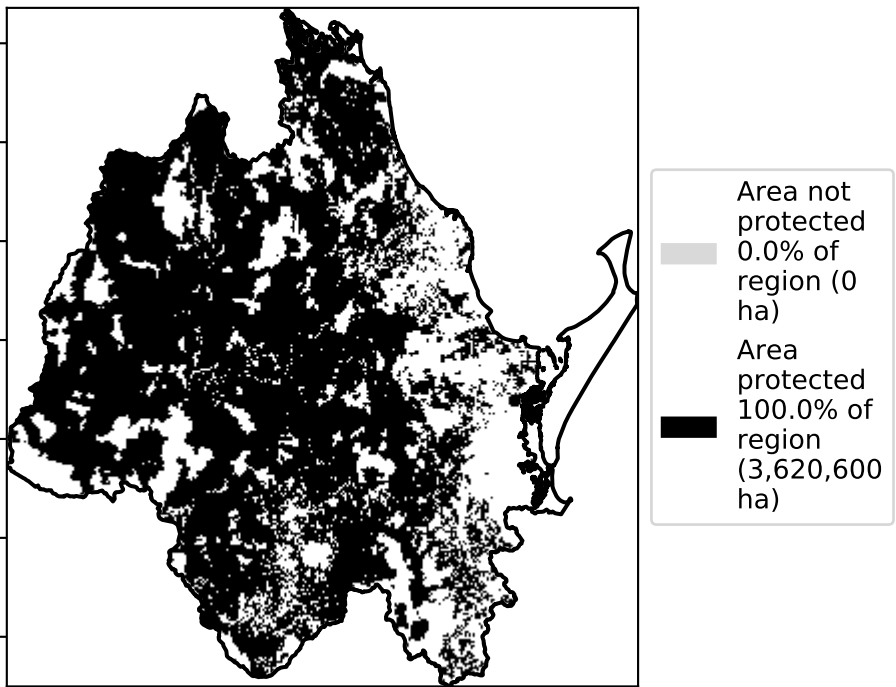 Area not
protected
0.0% of
region (0
ha)
Area
protected
100.0% of
region
(3,620,600
ha)